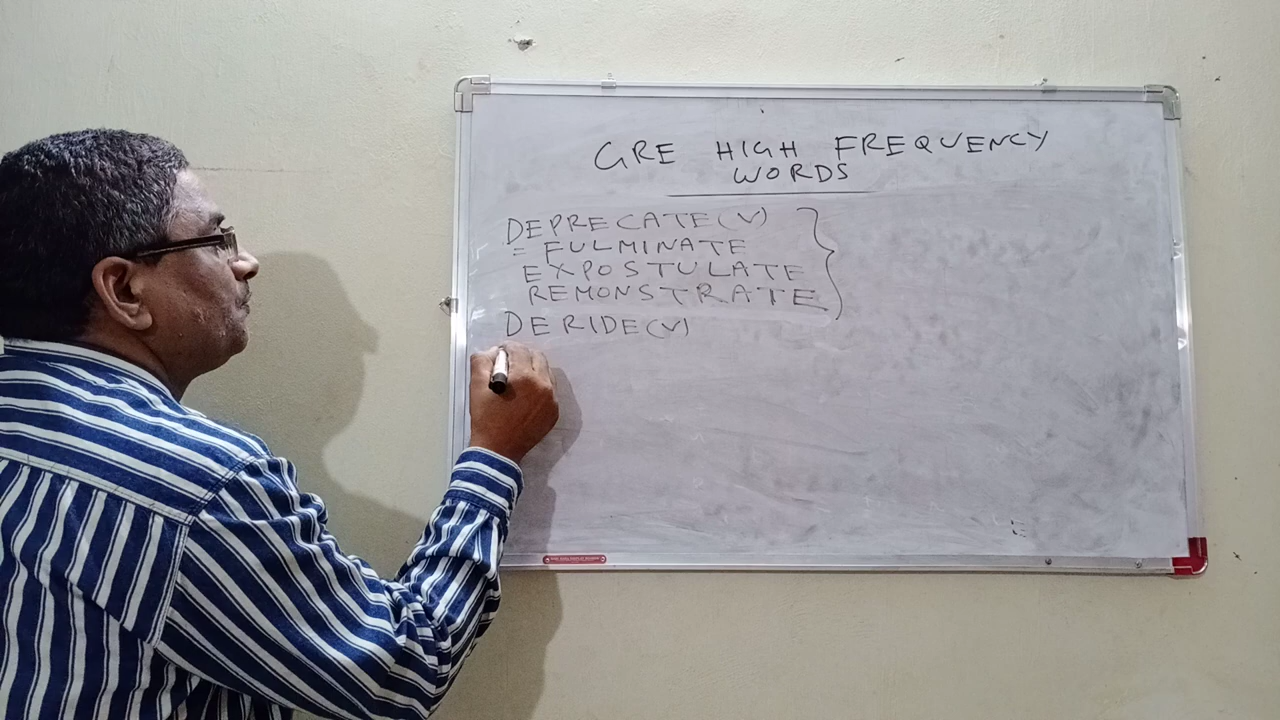 GRE HIGH FREQUENCY
WORDS
DEPRECATE(V)
= FULMINATE
EXPOSTULATE
REMONSTRATE
DERIDE(V)